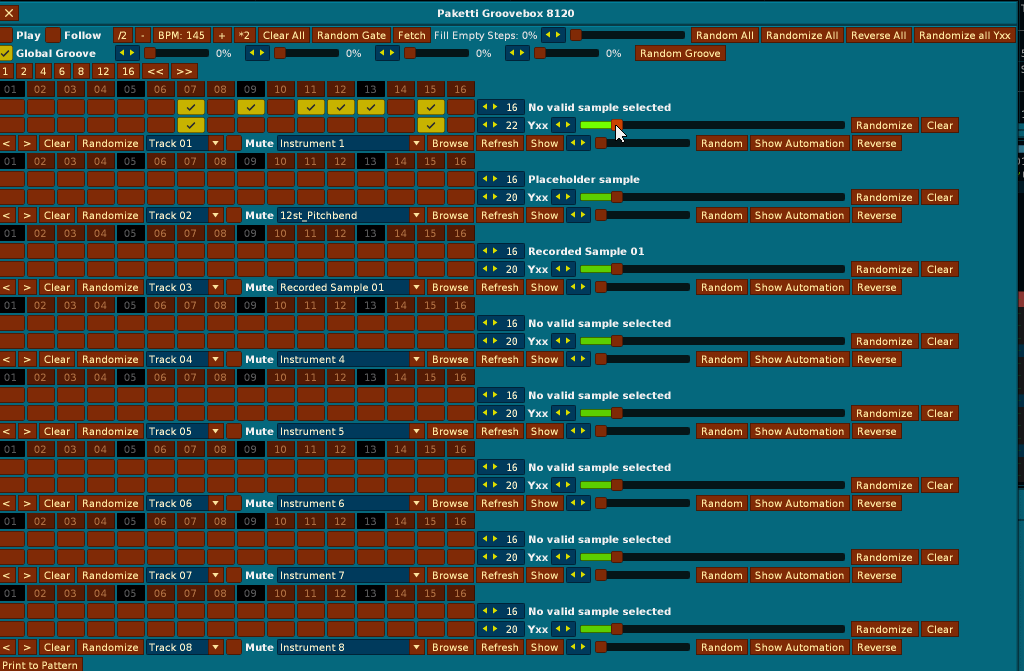 Paketti Groovebox 8120
Play Follow /2 - BPM: 145 + *2 Clear All Random Gate Fetch Fill Empty Steps: 0% Random All Randomize All Reverse All Randomize all Yxx
Global Groove 0% 0% 0% 0% Random Groove
1 2 4 6 8 12 16 << >>
01 02 03 04 05 06 07 08 09 10 11 12 13 14 15 16
16 No valid sample selected
22 Yxx Randomize Clear
< > Clear Randomize Track 01 Mute Instrument 1 Browse Refresh Show Random Show Automation Reverse
01 02 03 04 05 06 07 08 09 10 11 12 13 14 15 16
16 Placeholder sample
20 Yxx Randomize Clear
< > Clear Randomize Track 02 Mute 12st_Pitchbend Browse Refresh Show Random Show Automation Reverse
01 02 03 04 05 06 07 08 09 10 11 12 13 14 15 16
16 Recorded Sample 01
20 Yxx Randomize Clear
< > Clear Randomize Track 03 Mute Recorded Sample 01 Browse Refresh Show Random Show Automation Reverse
01 02 03 04 05 06 07 08 09 10 11 12 13 14 15 16
16 No valid sample selected
20 Yxx Randomize Clear
< > Clear Randomize Track 04 Mute Instrument 4 Browse Refresh Show Random Show Automation Reverse
01 02 03 04 05 06 07 08 09 10 11 12 13 14 15 16
16 No valid sample selected
20 Yxx Randomize Clear
< > Clear Randomize Track 05 Mute Instrument 5 Browse Refresh Show Random Show Automation Reverse
01 02 03 04 05 06 07 08 09 10 11 12 13 14 15 16
16 No valid sample selected
20 Yxx Randomize Clear
< > Clear Randomize Track 06 Mute Instrument 6 Browse Refresh Show Random Show Automation Reverse
01 02 03 04 05 06 07 08 09 10 11 12 13 14 15 16
16 No valid sample selected
20 Yxx Randomize Clear
< > Clear Randomize Track 07 Mute Instrument 7 Browse Refresh Show Random Show Automation Reverse
01 02 03 04 05 06 07 08 09 10 11 12 13 14 15 16
16 No valid sample selected
20 Yxx Randomize Clear
< > Clear Randomize Track 08 Mute Instrument 8 Browse Refresh Show Random Show Automation Reverse
Print to Pattern